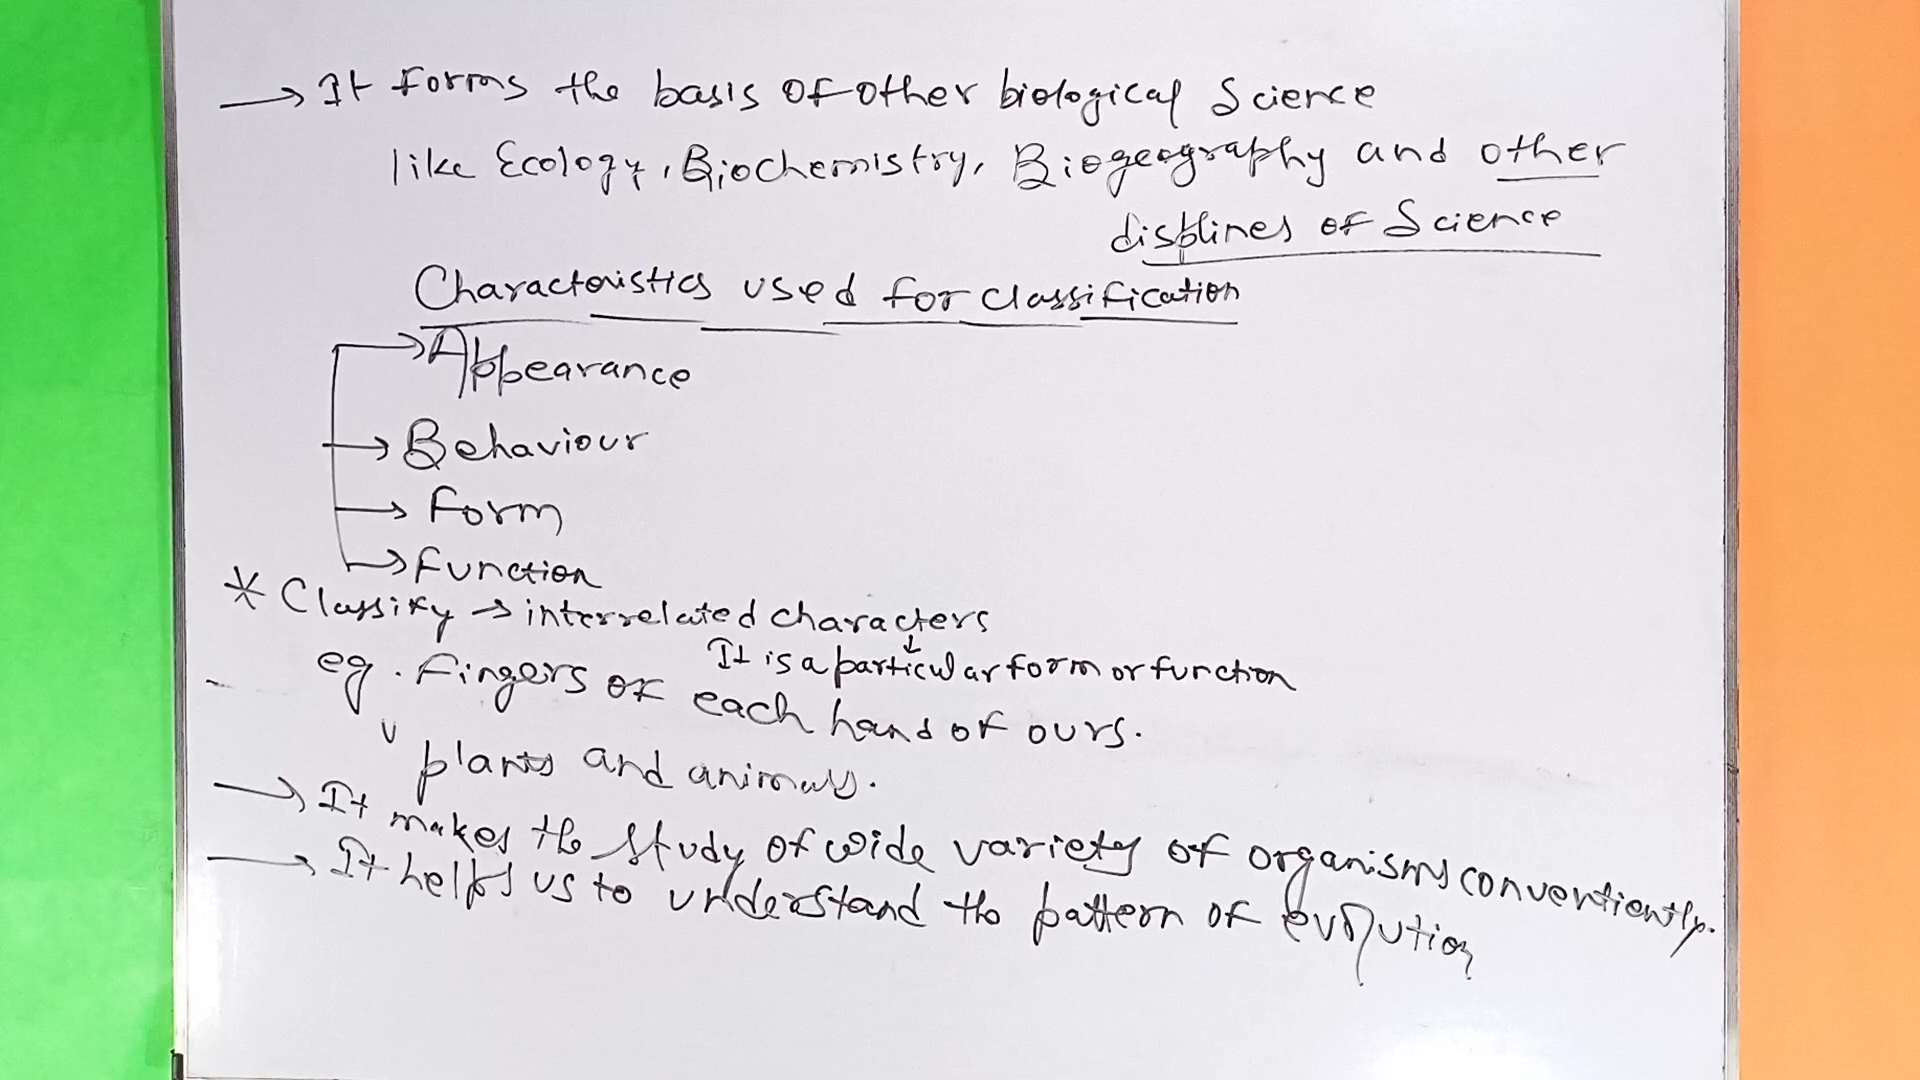 → It forms the basis of other biological Science
like Ecology, Biochemistry, Biogeography and other
displines of Science
Characteristics used for classification
→ Appearance
→ Behaviour
→ Form
→ Function
* Classify → interrelated characters
↓
It is a particular form or function
eg. Fingers of each hand of ours.
plants and animals.
→ It makes the study of wide variety of organisms conventiently.
→ It helps us to understand the pattern of evolution